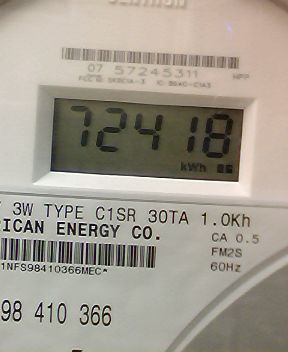 07 57245311
72418
kWh
3W TYPE C1SR 30TA 1.0Kh
RICAN ENERGY CO.
CA 0.5
FM2S
60Hz
1NFS98410366MEC*
98 410 366